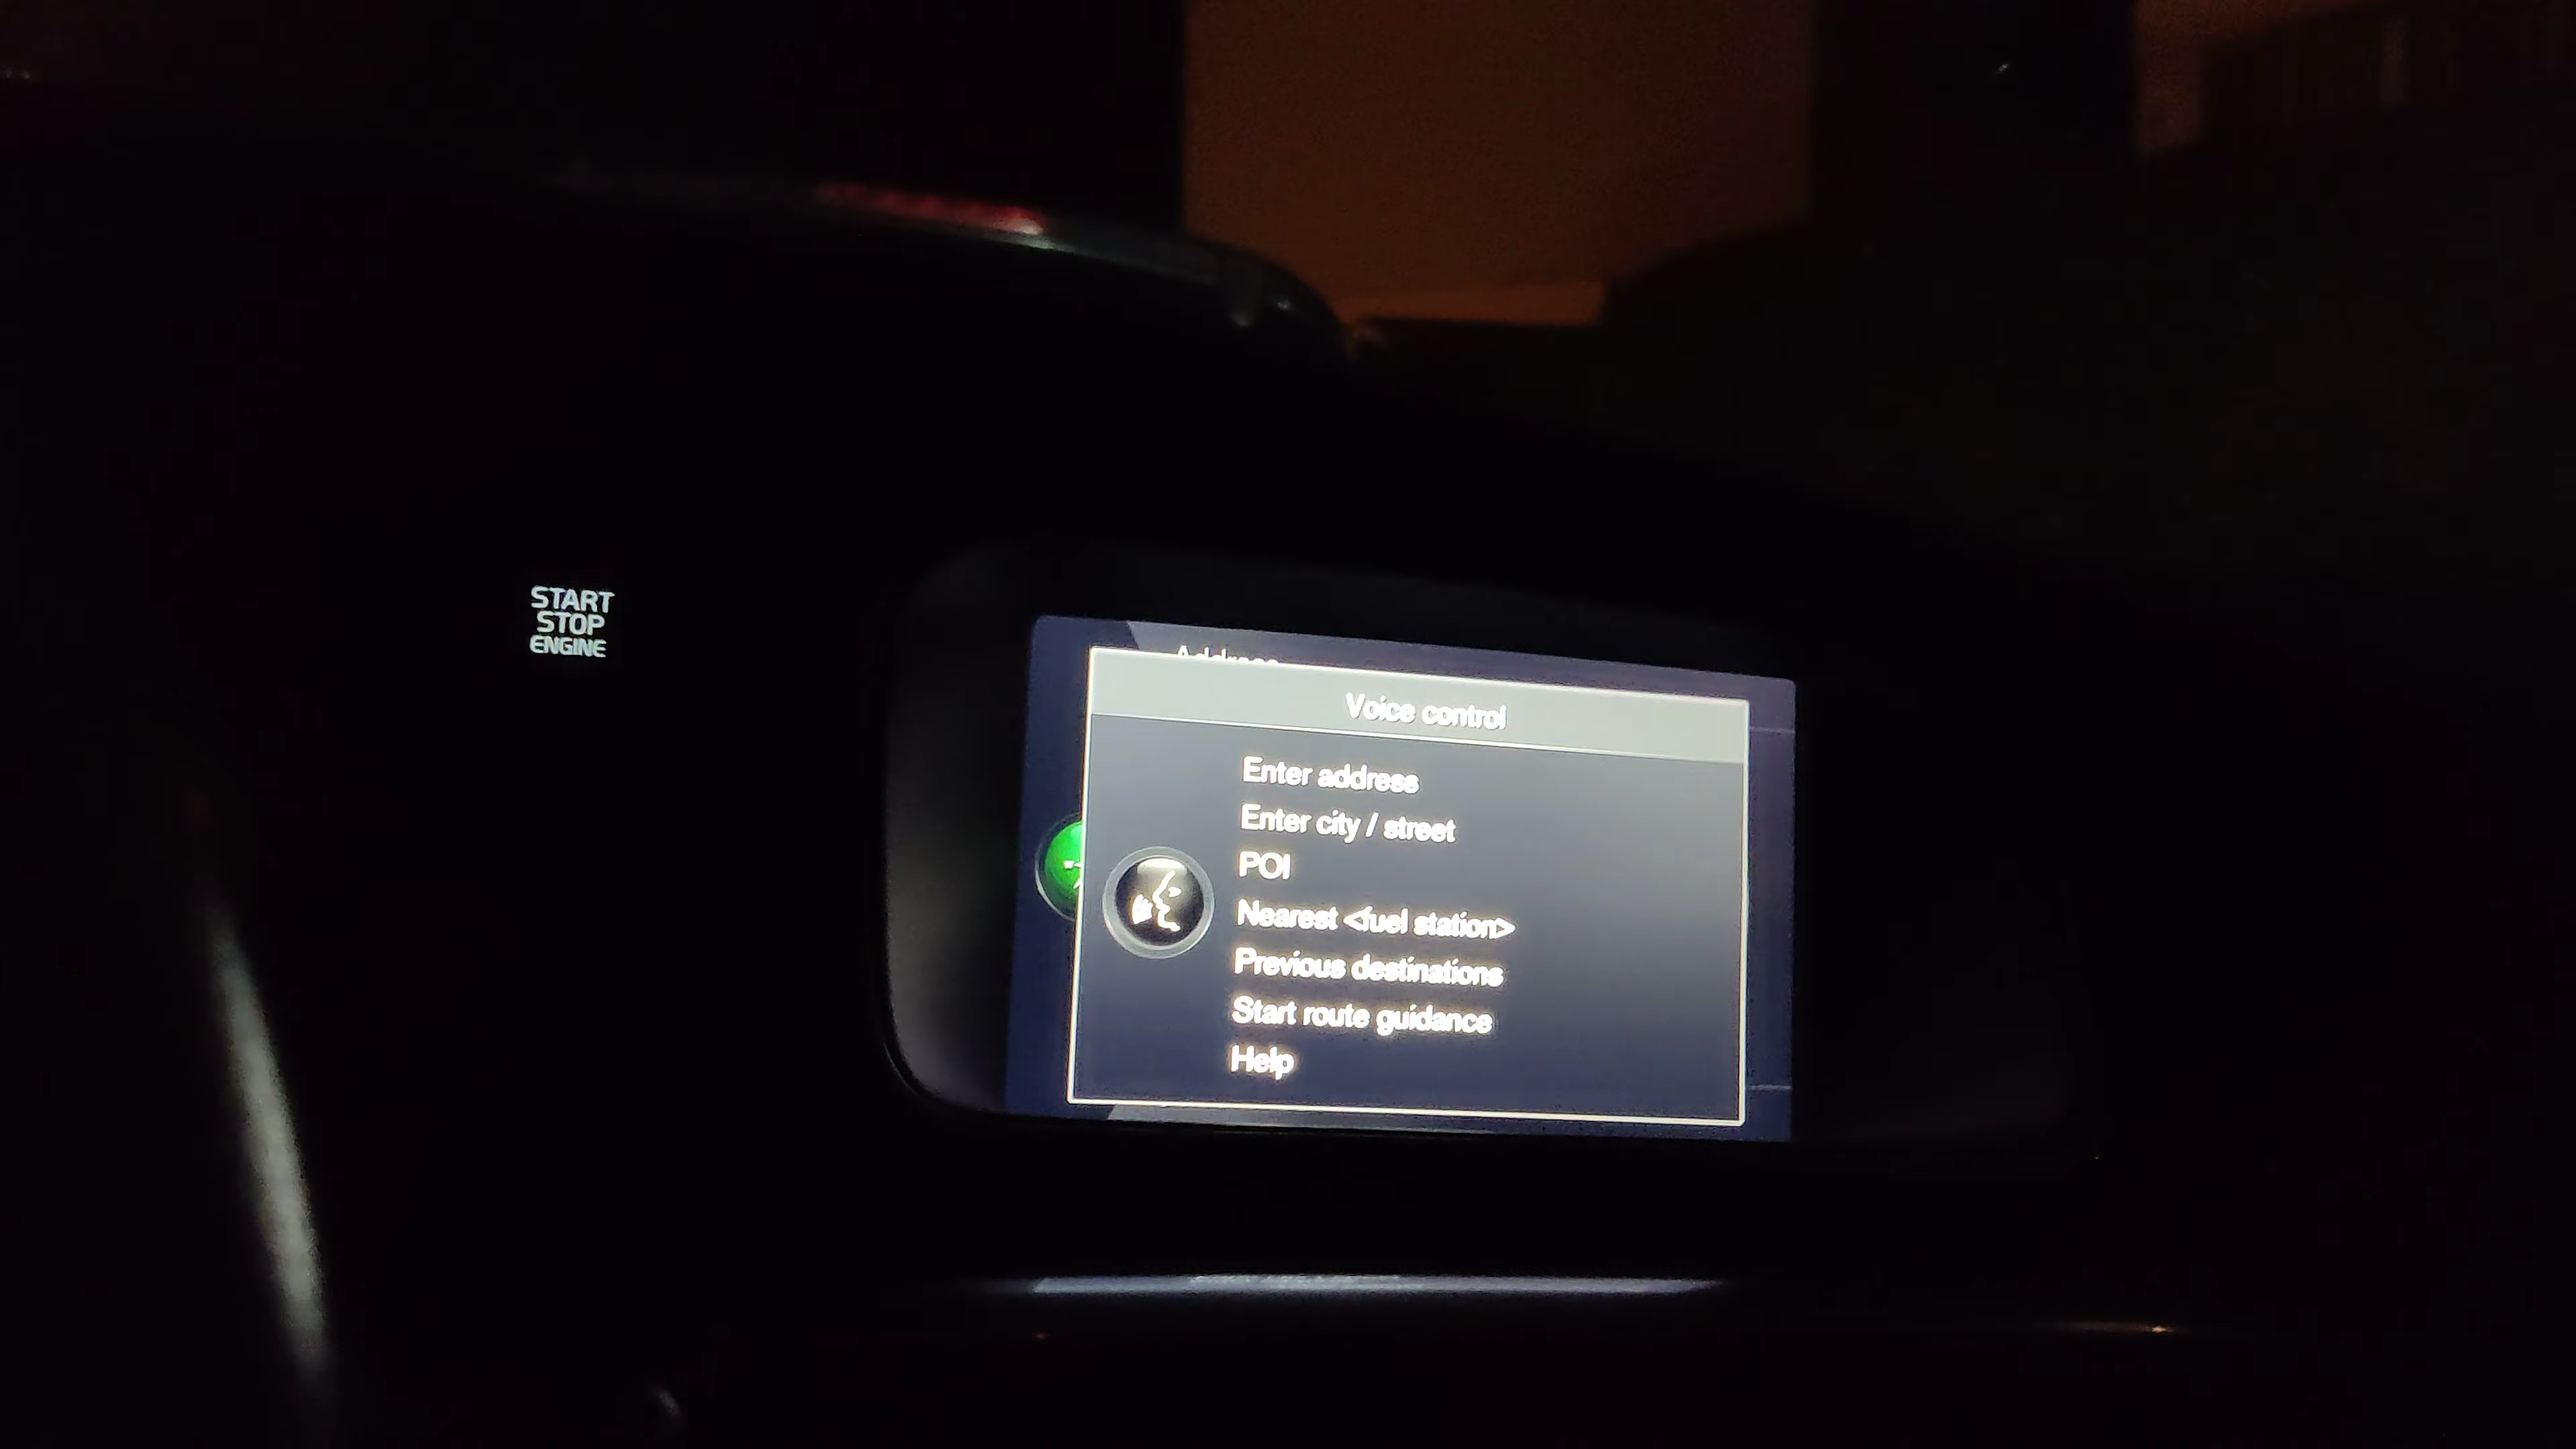 START
STOP
ENGINE
Address
Voice control
Enter address
Enter city / street
POI
Nearest <fuel station>
Previous destinations
Start route guidance
Help